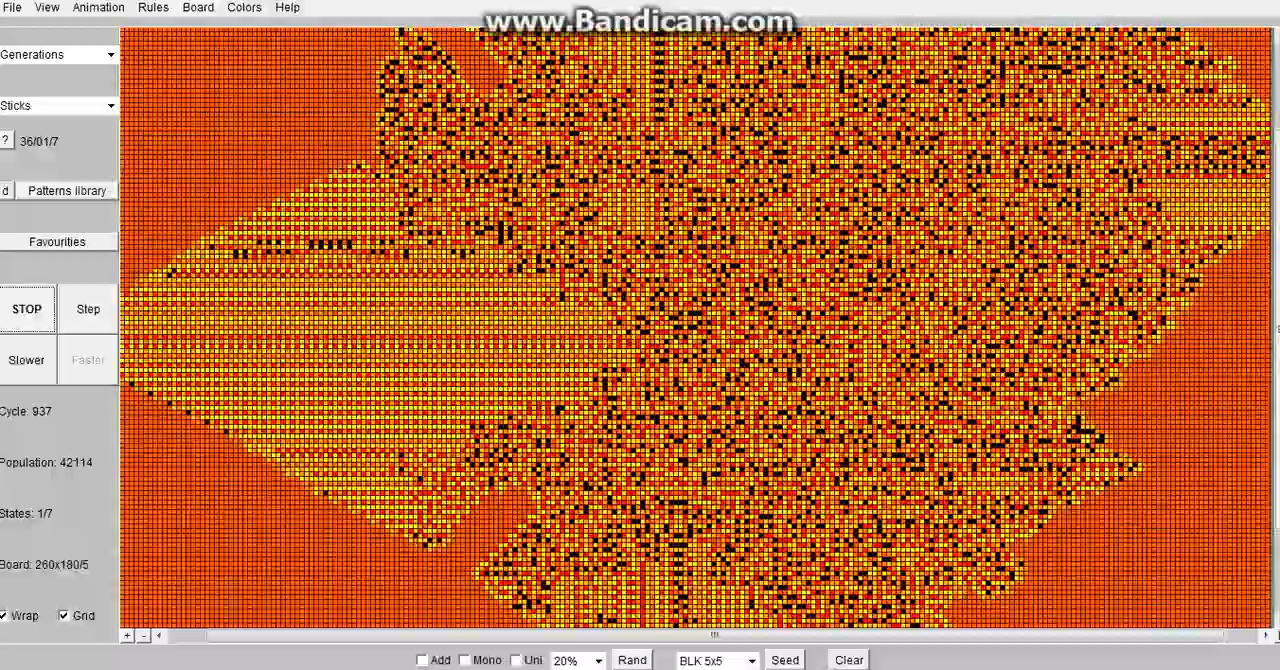 File View Animation Rules Board Colors Help
www.Bandicam.com
Generations
Sticks
? 36/01/7
d Patterns library
Favourities
STOP Step
Slower Faster
Cycle: 937
Population: 42114
States: 1/7
Board: 260x180/5
Wrap Grid
+ -
Add Mono Uni 20% Rand BLK 5x5 Seed Clear